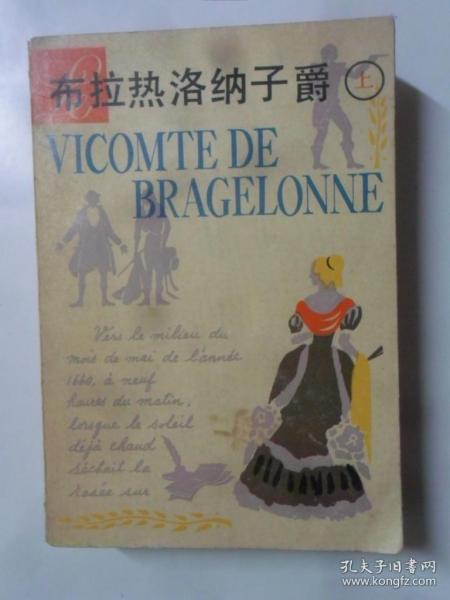 布拉热洛纳子爵 上
VICOMTE DE
BRAGELONNE
Vers le milieu du
mois de mai de l'année
1660, à neuf
heures du matin,
lorsque le soleil
déjà chaud
séchait la
rosée sur
孔夫子旧书网
www.kongfz.com